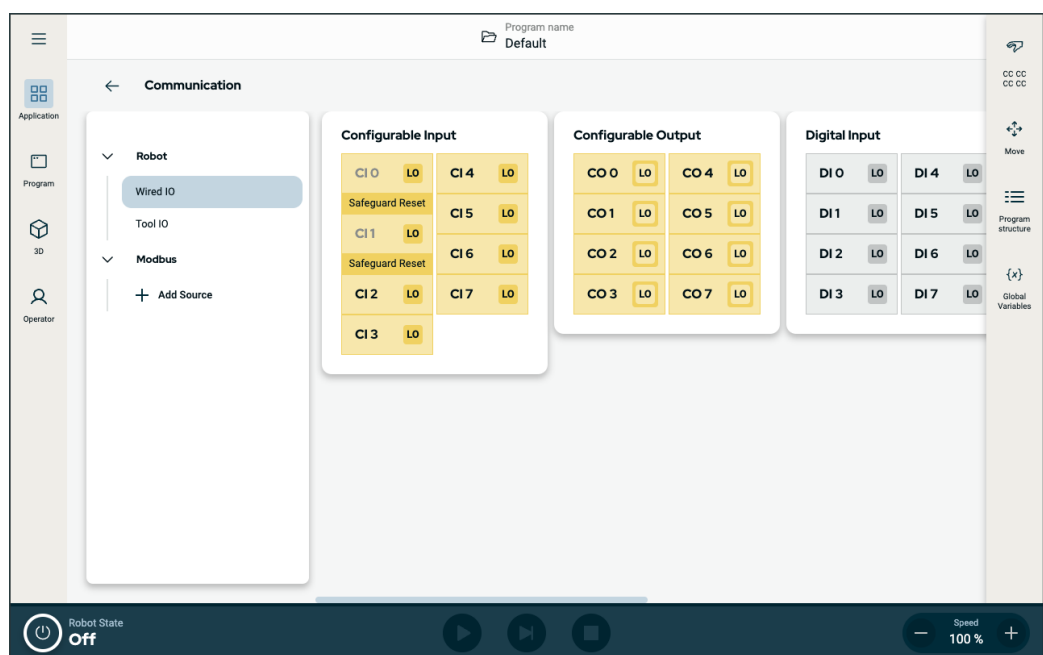 Program name
Default
Application
Program
3D
Operator
Communication
Robot
Wired IO
Tool IO
Modbus
Add Source
Configurable Input
CI 0 LO CI 4 LO
Safeguard Reset
CI 5 LO
CI 1 LO
CI 6 LO
Safeguard Reset
CI 2 LO CI 7 LO
CI 3 LO
Configurable Output
CO 0 LO CO 4 LO
CO 1 LO CO 5 LO
CO 2 LO CO 6 LO
CO 3 LO CO 7 LO
Digital Input
DI 0 LO DI 4 LO
DI 1 LO DI 5 LO
DI 2 LO DI 6 LO
DI 3 LO DI 7 LO
CC CC
CC CC
Move
Program
structure
{x}
Global
Variables
Robot State
Off
Speed
100 %